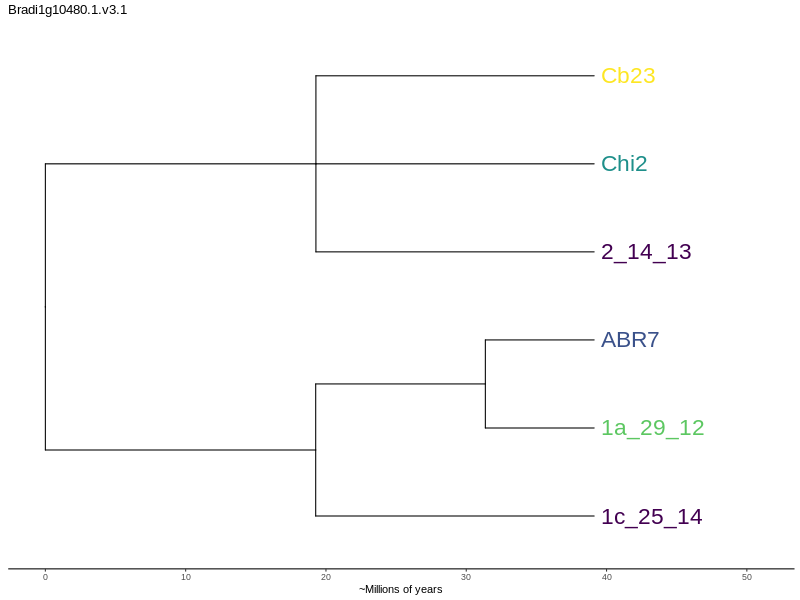 Bradi1g10480.1.v3.1
Cb23
Chi2
2_14_13
ABR7
1a_29_12
1c_25_14
0 10 20 30 40 50
~Millions of years